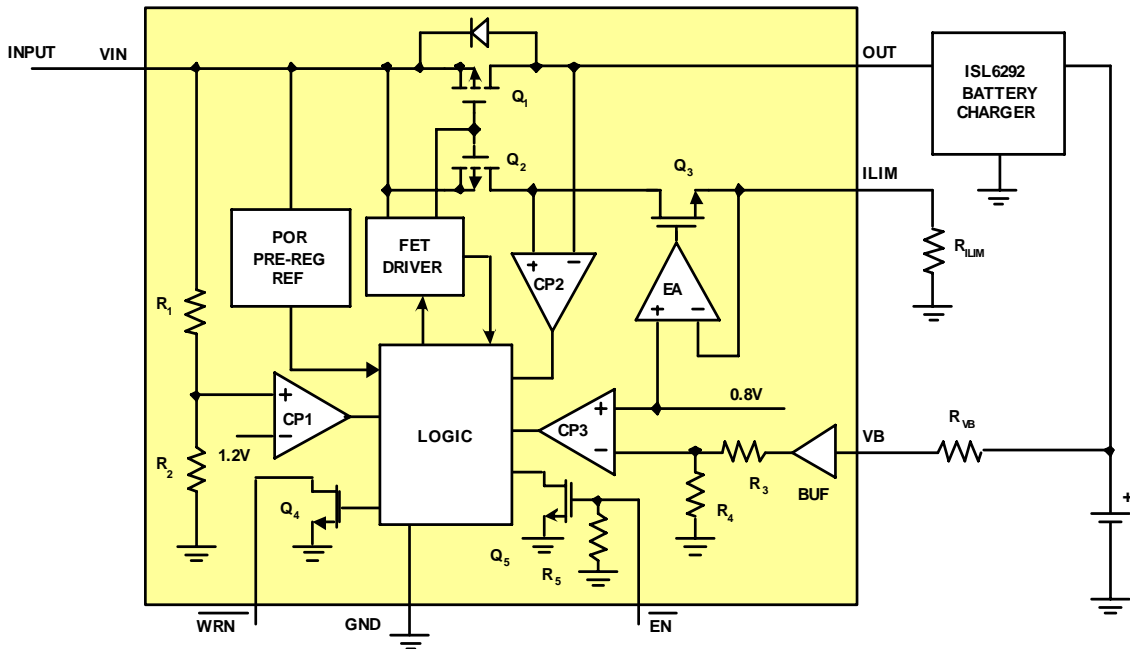 INPUT
VIN
OUT
ISL6292
BATTERY
CHARGER
Q1
Q2
Q3
ILIM
RILIM
POR
PRE-REG
REF
FET
DRIVER
+
−
CP2
EA
+
−
R1
+
CP1
−
1.2V
LOGIC
+
CP3
−
0.8V
VB
RVB
R2
R3
BUF
R4
+
Q4
Q5
R5
WRN
GND
EN